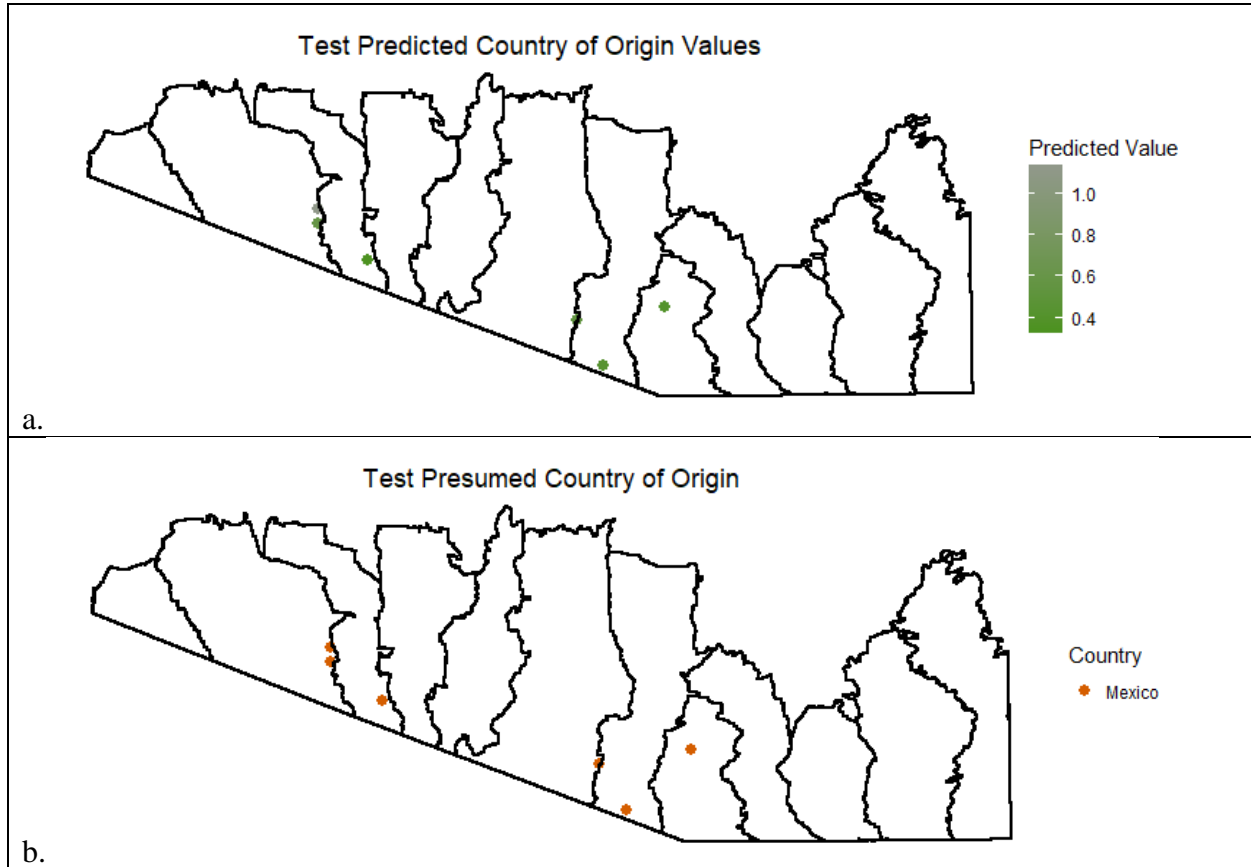 Test Predicted Country of Origin Values
Predicted Value
1.0
0.8
0.6
0.4
a.
Test Presumed Country of Origin
Country
Mexico
b.